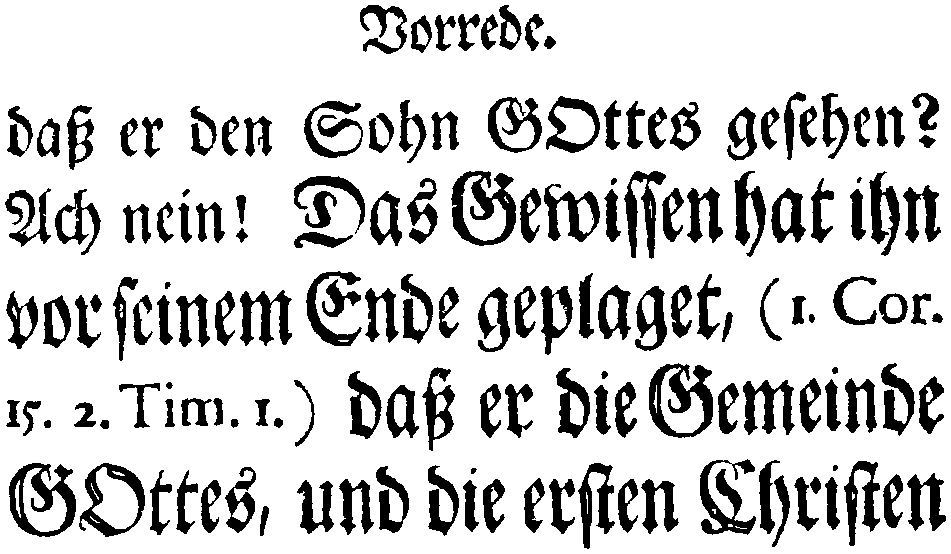 Vorrede.
daß er den Sohn GOttes geſehen?
Ach nein! Das Gewiſſen hat ihn
vor ſeinem Ende geplaget, (1. Cor.
15. 2. Tim. 1.) daß er die Gemeinde
GOttes, und die erſten Chriſten